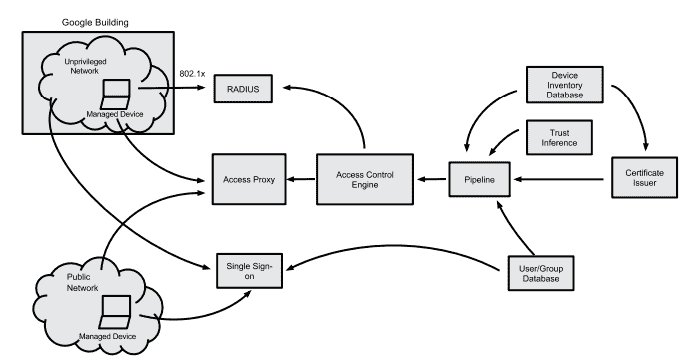 Google Building
Unprivileged
Network
Managed Device
802.1x
RADIUS
Device
Inventory
Database
Trust
Inference
Access Proxy
Access Control
Engine
Pipeline
Certificate
Issuer
Public
Network
Managed Device
Single Sign-
on
User/Group
Database